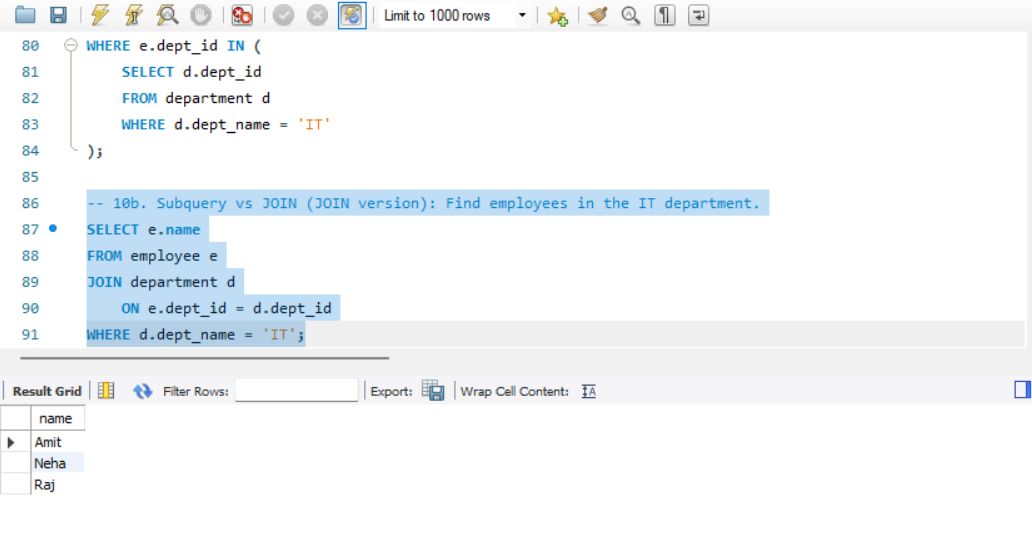 Limit to 1000 rows
80 WHERE e.dept_id IN (
81 SELECT d.dept_id
82 FROM department d
83 WHERE d.dept_name = 'IT'
84 );
85
86 -- 10b. Subquery vs JOIN (JOIN version): Find employees in the IT department.
87 SELECT e.name
88 FROM employee e
89 JOIN department d
90 ON e.dept_id = d.dept_id
91 WHERE d.dept_name = 'IT';
Result Grid Filter Rows: Export: Wrap Cell Content: IA
name
Amit
Neha
Raj